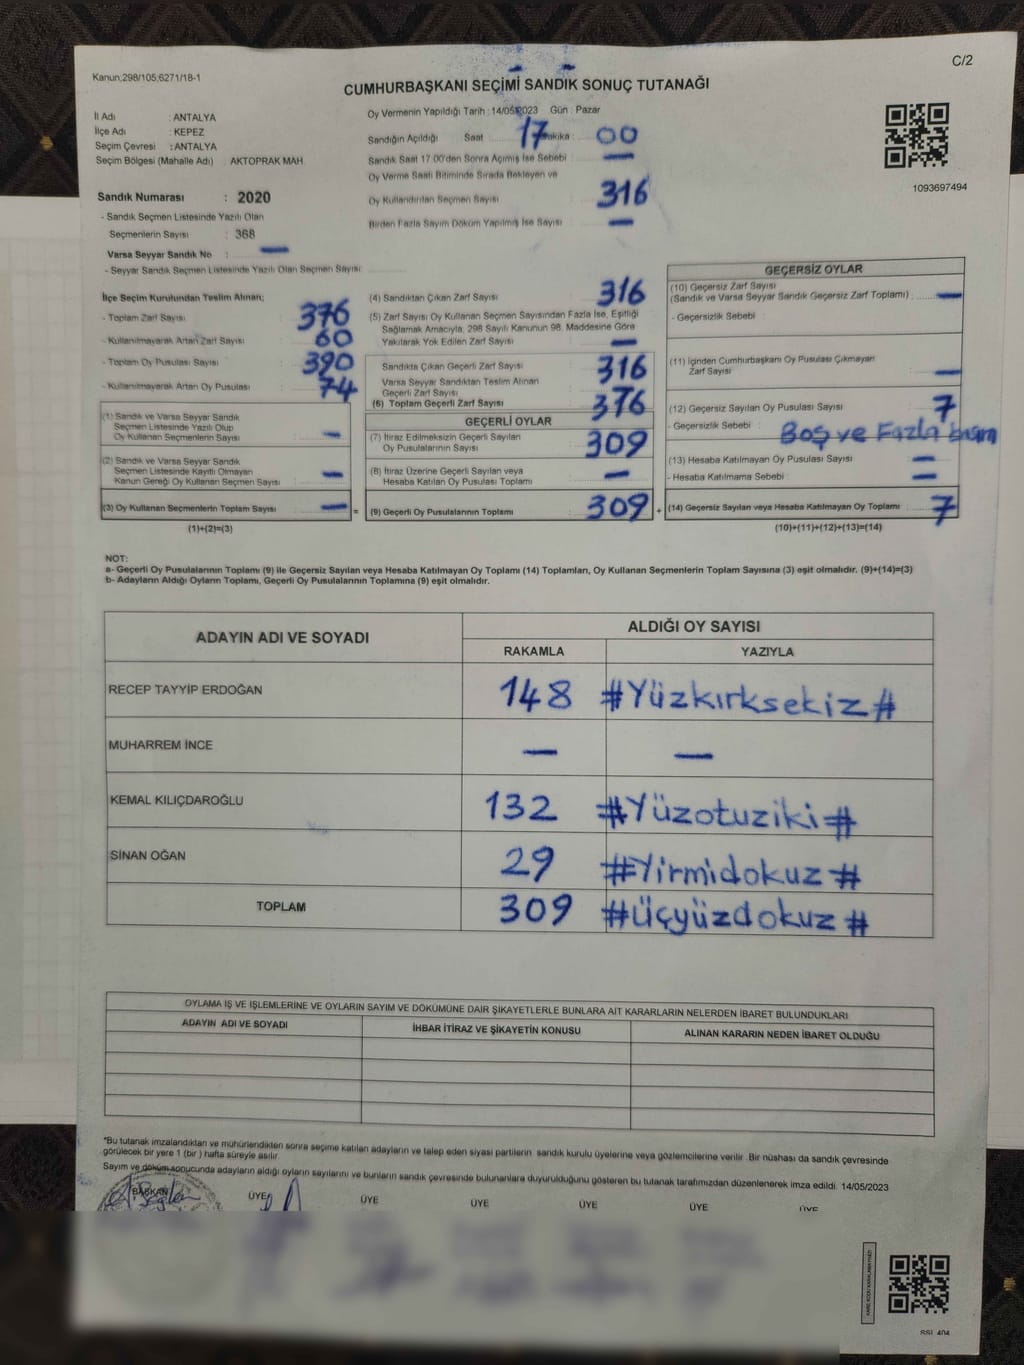 C/2
Kanun,298/105;6271/18-1
CUMHURBAŞKANI SEÇİMİ SANDIK SONUÇ TUTANAĞI
İl Adı : ANTALYA
İlçe Adı : KEPEZ
Seçim Çevresi : ANTALYA
Seçim Bölgesi (Mahalle Adı) : AKTOPRAK MAH.
Oy Vermenin Yapıldığı Tarih : 14/05/2023 Gün : Pazar
Sandığın Açıldığı Saat 17 Dakika : 00
Sandık Saat 17.00'den Sonra Açımış İse Sebebi : —
Oy Verme Saati Bitiminde Sırada Bekleyen ve
Oy Kullandırılan Seçmen Sayısı : 316
Birden Fazla Sayım Döküm Yapılmış İse Sayısı : —
1093697494
Sandık Numarası : 2020
- Sandık Seçmen Listesinde Yazılı Olan
Seçmenlerin Sayısı : 368
Varsa Seyyar Sandık No : —
- Seyyar Sandık Seçmen Listesinde Yazılı Olan Seçmen Sayısı
İlçe Seçim Kurulundan Teslim Alınan;
- Toplam Zarf Sayısı : 376
- Kullanılmayarak Artan Zarf Sayısı : 60
- Toplam Oy Pusulası Sayısı : 390
- Kullanılmayarak Artan Oy Pusulası : 74
(1) Sandık ve Varsa Seyyar Sandık
Seçmen Listesinde Yazılı Olup
Oy Kullanan Seçmenlerin Sayısı : —
(2) Sandık ve Varsa Seyyar Sandık
Seçmen Listesinde Kayıtlı Olmayan
Kanun Gereği Oy Kullanan Seçmen Sayısı : —
(3) Oy Kullanan Seçmenlerin Toplam Sayısı : — =
(1)+(2)=(3)
(4) Sandıktan Çıkan Zarf Sayısı : 316
(5) Zarf Sayısı Oy Kullanan Seçmen Sayısından Fazla İse, Eşitliği
Sağlamak Amacıyla, 298 Sayılı Kanunun 98. Maddesine Göre
Yakılarak Yok Edilen Zarf Sayısı : —
Sandıkta Çıkan Geçerli Zarf Sayısı : 316
Varsa Seyyar Sandıktan Teslim Alınan
Geçerli Zarf Sayısı
(6) Toplam Geçerli Zarf Sayısı : 376
GEÇERLİ OYLAR
(7) İtiraz Edilmeksizin Geçerli Sayılan
Oy Pusulalarının Sayısı : 309
(8) İtiraz Üzerine Geçerli Sayılan veya
Hesaba Katılan Oy Pusulası Toplamı : —
(9) Geçerli Oy Pusulalarının Toplamı : 309 +
GEÇERSİZ OYLAR
(10) Geçersiz Zarf Sayısı
(Sandık ve Varsa Seyyar Sandık Geçersiz Zarf Toplamı) : —
- Geçersizlik Sebebi :
(11) İçinden Cumhurbaşkanı Oy Pusulası Çıkmayan
Zarf Sayısı : —
(12) Geçersiz Sayılan Oy Pusulası Sayısı : 7
- Geçersizlik Sebebi : Boş ve Fazla basım
(13) Hesaba Katılmayan Oy Pusulası Sayısı : —
- Hesaba Katılmama Sebebi : —
(14) Geçersiz Sayılan veya Hesaba Katılmayan Oy Toplamı : 7
(10)+(11)+(12)+(13)=(14)
NOT:
a- Geçerli Oy Pusulalarının Toplamı (9) ile Geçersiz Sayılan veya Hesaba Katılmayan Oy Toplamı (14) Toplamları, Oy Kullanan Seçmenlerin Toplam Sayısına (3) eşit olmalıdır. (9)+(14)=(3)
b- Adayların Aldığı Oyların Toplamı, Geçerli Oy Pusulalarının Toplamına (9) eşit olmalıdır.
ADAYIN ADI VE SOYADI ALDIĞI OY SAYISI
RAKAMLA YAZIYLA
RECEP TAYYİP ERDOĞAN 148 #Yüzkırksekiz#
MUHARREM İNCE — —
KEMAL KILIÇDAROĞLU 132 #Yüzotuziki#
SİNAN OĞAN 29 #Yirmidokuz#
TOPLAM 309 #üçyüzdokuz#
OYLAMA İŞ VE İŞLEMLERİNE VE OYLARIN SAYIM VE DÖKÜMÜNE DAİR ŞİKAYETLERLE BUNLARA AİT KARARLARIN NELERDEN İBARET BULUNDUKLARI
ADAYIN ADI VE SOYADI İHBAR İTİRAZ VE ŞİKAYETİN KONUSU ALINAN KARARIN NEDEN İBARET OLDUĞU
*Bu tutanak imzalandıktan ve mühürlendikten sonra seçime katılan adayların ve talep eden siyasi partilerin sandık kurulu üyelerine veya gözlemcilerine verilir. Bir nüshası da sandık çevresinde
görülecek bir yere 1 (bir ) hafta süreyle asılır.
Sayım ve döküm sonucunda adayların aldığı oyların sayılarını ve bunların sandık çevresinde bulunanlara duyurulduğunu gösteren bu tutanak tarafımızdan düzenlenerek imza edildi. 14/05/2023
BAŞKAN ÜYE ÜYE ÜYE ÜYE ÜYE ÜYE